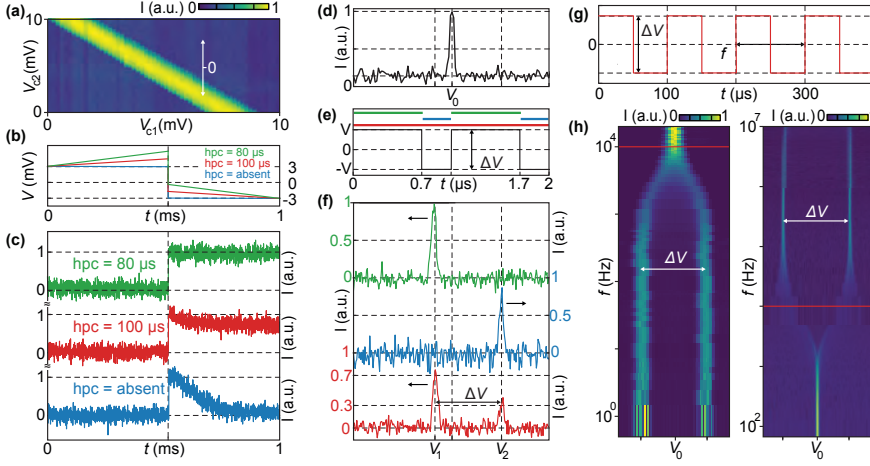 (a)
I (a.u.) 0 1
10
V_c2 (mV)
0
0
0 V_c1 (mV) 10
(b)
hpc = 80 µs
hpc = 100 µs
hpc = absent
V (mV)
3
0
-3
0 t (ms) 1
(c)
hpc = 80 µs
1
0
I (a.u.)
≈
hpc = 100 µs
1
0
I (a.u.)
≈
hpc = absent
1
0
I (a.u.)
0 t (ms) 1
(d)
I (a.u.)
1
0.5
0
V_0
(e)
V
0
-V
ΔV
0 0.7 t (µs) 1.7 2
(f)
1
0.5
0
I (a.u.)
I (a.u.)
1
0.5
0
1
I (a.u.)
0.7
0.3
0
ΔV
I (a.u.)
V_1 V_2
(g)
0
ΔV
f
0 100 200 300
t (µs)
(h)
I (a.u.) 0 1
10^4
f (Hz)
ΔV
10^0
V_0
I (a.u.) 0 1
10^7
f (Hz)
ΔV
10^2
V_0